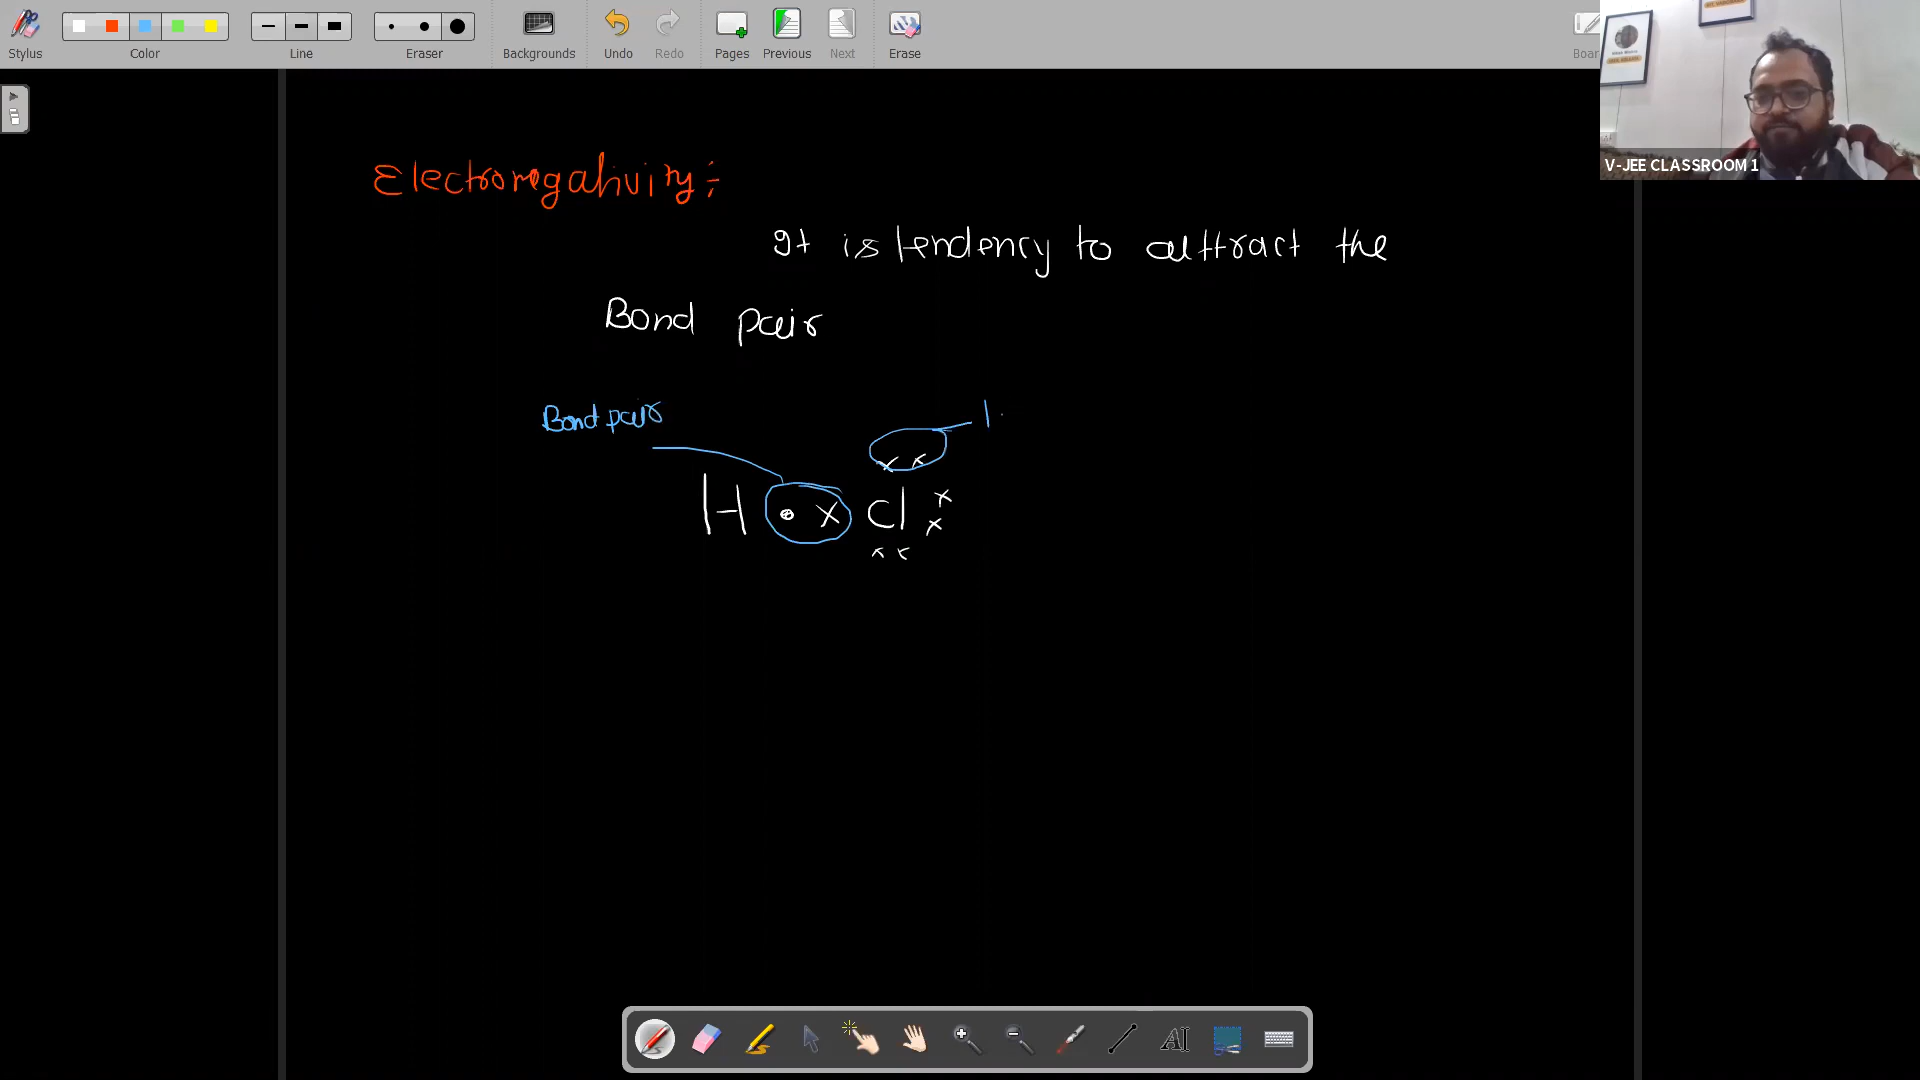 Stylus
Color
Line
Eraser
Backgrounds
Undo
Redo
Pages
Previous
Next
Erase
Boar
V-JEE CLASSROOM 1
Electronegativity :-
It is tendency to attract the
Bond pair
Bond pair
l
H • x Cl x x
x x
x x